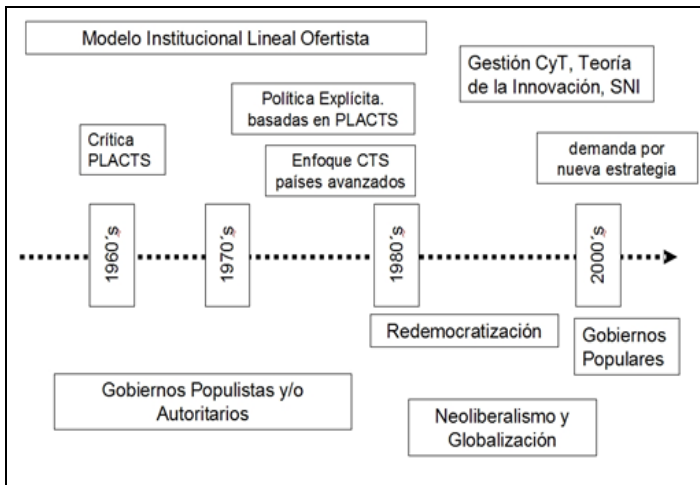 Modelo Institucional Lineal Ofertista
Gestión CyT, Teoría
de la Innovación, SNI
Política Explícita.
basadas en PLACTS
Crítica
PLACTS
Enfoque CTS
países avanzados
demanda por
nueva estrategia
1960´s
1970´s
1980´s
2000´s
Redemocratización
Gobiernos
Populares
Gobiernos Populistas y/o
Autoritarios
Neoliberalismo y
Globalización